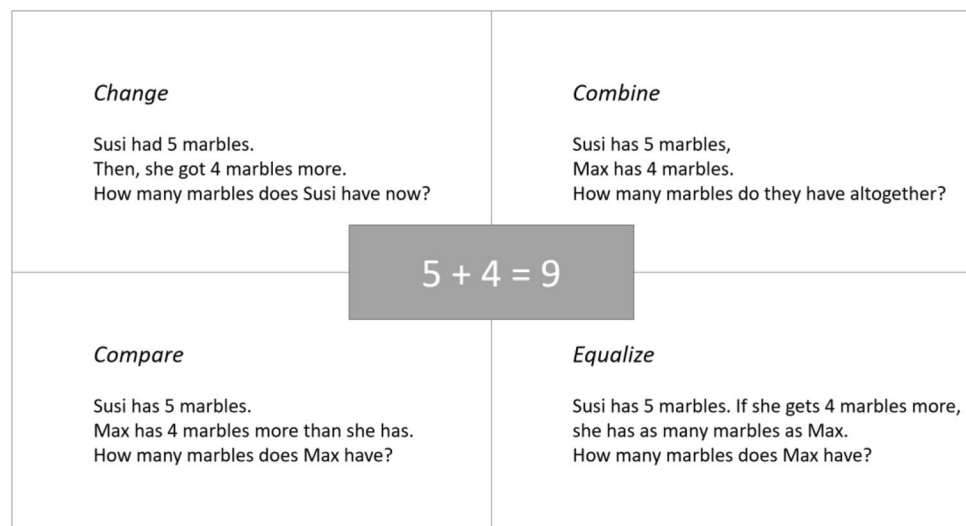 Change
Susi had 5 marbles.
Then, she got 4 marbles more.
How many marbles does Susi have now?
Combine
Susi has 5 marbles,
Max has 4 marbles.
How many marbles do they have altogether?
5 + 4 = 9
Compare
Susi has 5 marbles.
Max has 4 marbles more than she has.
How many marbles does Max have?
Equalize
Susi has 5 marbles. If she gets 4 marbles more,
she has as many marbles as Max.
How many marbles does Max have?